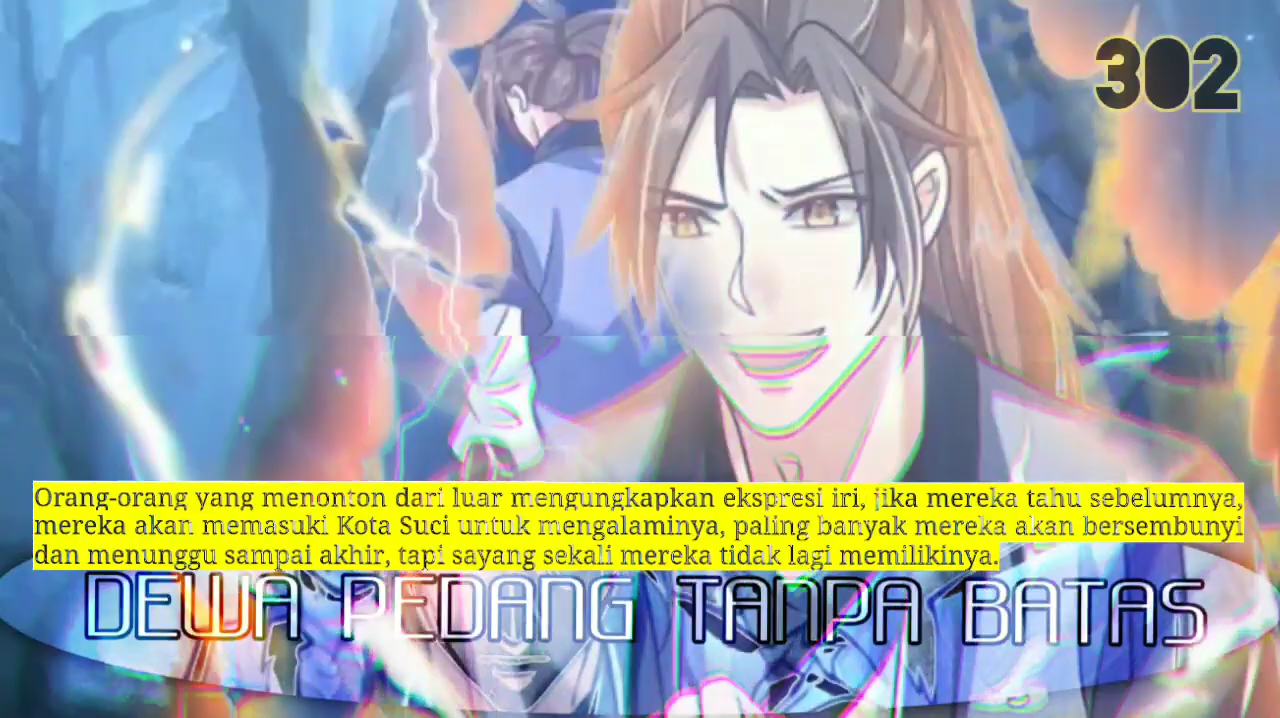 302
Orang-orang yang menonton dari luar mengungkapkan ekspresi iri, jika mereka tahu sebelumnya,
mereka akan memasuki Kota Suci untuk mengalaminya, paling banyak mereka akan bersembunyi
dan menunggu sampai akhir, tapi sayang sekali mereka tidak lagi memilikinya.
DEWA PEDANG TANPA BATAS